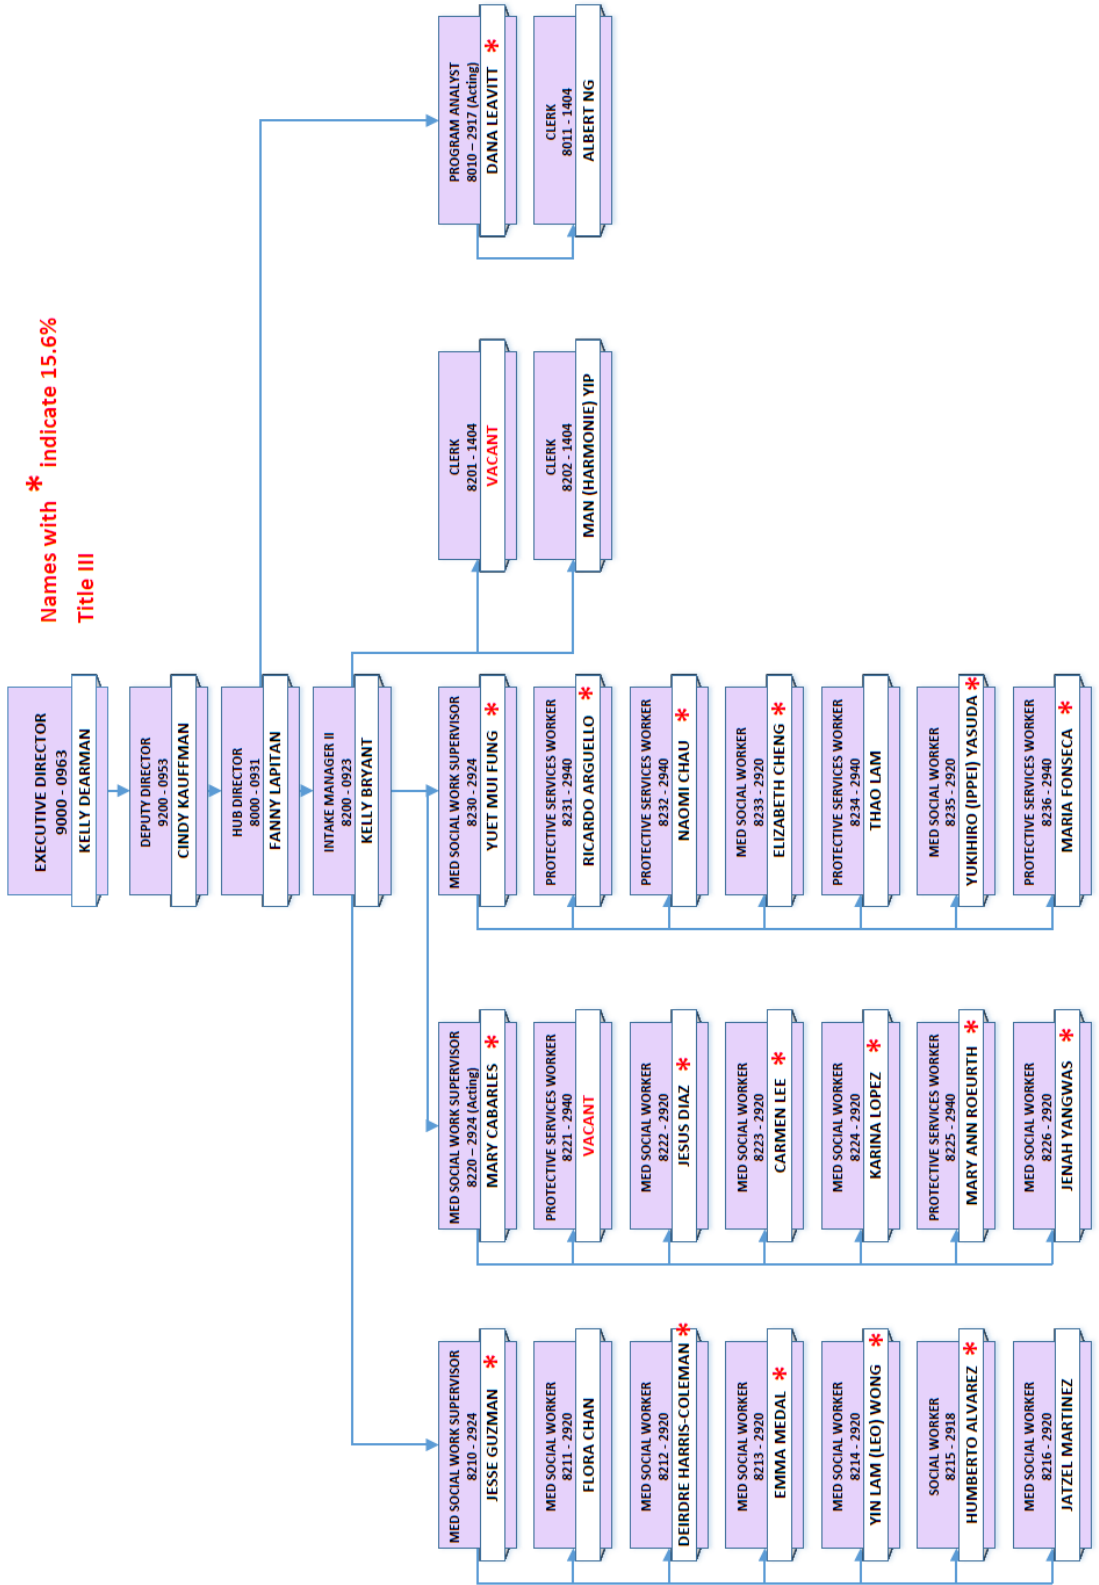 Names with * indicate 15.6%
Title III
EXECUTIVE DIRECTOR
9000 - 0963
KELLY DEARMAN
DEPUTY DIRECTOR
9200 - 0953
CINDY KAUFFMAN
HUB DIRECTOR
8000 - 0931
FANNY LAPITAN
INTAKE MANAGER II
8200 - 0923
KELLY BRYANT
MED SOCIAL WORK SUPERVISOR
8210 - 2924
JESSE GUZMAN *
MED SOCIAL WORKER
8211 - 2920
FLORA CHAN
MED SOCIAL WORKER
8212 - 2920
DEIRDRE HARRIS-COLEMAN *
MED SOCIAL WORKER
8213 - 2920
EMMA MEDAL *
MED SOCIAL WORKER
8214 - 2920
YIN LAM (LEO) WONG *
SOCIAL WORKER
8215 - 2918
HUMBERTO ALVAREZ *
MED SOCIAL WORKER
8216 - 2920
JATZEL MARTINEZ
MED SOCIAL WORK SUPERVISOR
8220 – 2924 (Acting)
MARY CABARLES *
PROTECTIVE SERVICES WORKER
8221 - 2940
VACANT
MED SOCIAL WORKER
8222 - 2920
JESUS DIAZ *
MED SOCIAL WORKER
8223 - 2920
CARMEN LEE *
MED SOCIAL WORKER
8224 - 2920
KARINA LOPEZ *
PROTECTIVE SERVICES WORKER
8225 - 2940
MARY ANN ROEURTH *
MED SOCIAL WORKER
8226 - 2920
JENAH YANGWAS *
MED SOCIAL WORK SUPERVISOR
8230 - 2924
YUET MUI FUNG *
PROTECTIVE SERVICES WORKER
8231 - 2940
RICARDO ARGUELLO *
PROTECTIVE SERVICES WORKER
8232 - 2940
NAOMI CHAU *
MED SOCIAL WORKER
8233 - 2920
ELIZABETH CHENG *
PROTECTIVE SERVICES WORKER
8234 - 2940
THAO LAM
MED SOCIAL WORKER
8235 - 2920
YUKIHIRO (IPPEI) YASUDA *
PROTECTIVE SERVICES WORKER
8236 - 2940
MARIA FONSECA *
CLERK
8201 - 1404
VACANT
CLERK
8202 - 1404
MAN (HARMONIE) YIP
PROGRAM ANALYST
8010 – 2917 (Acting)
DANA LEAVITT *
CLERK
8011 - 1404
ALBERT NG